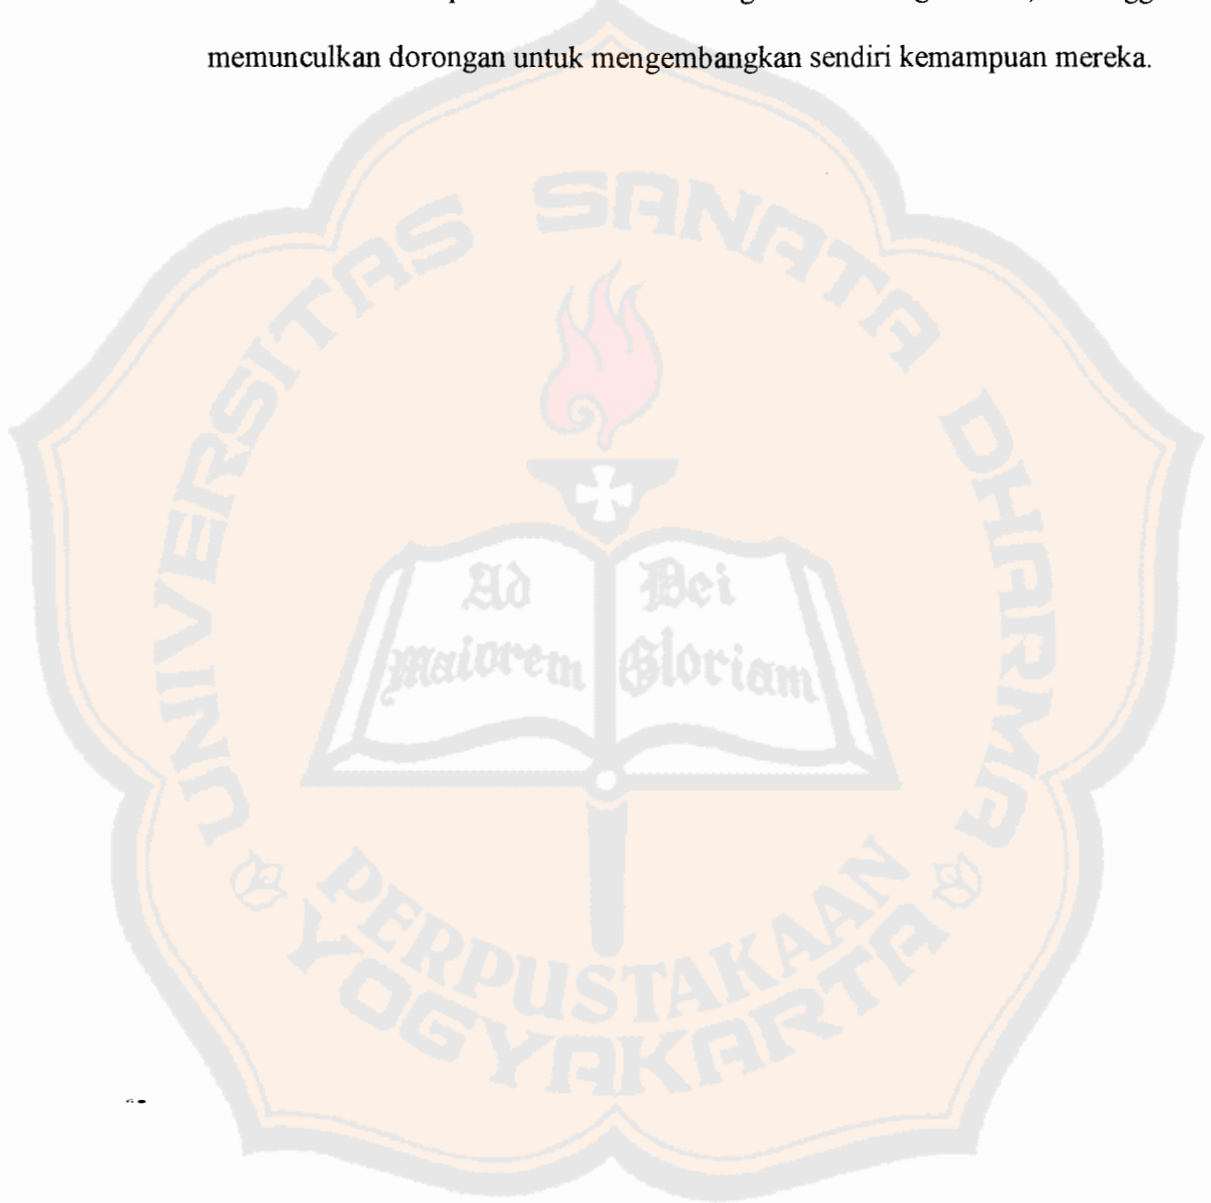 memunculkan dorongan untuk mengembangkan sendiri kemampuan mereka.
UNIVERSITAS SANATA DHARMA
Ad Dei
maiorem Gloriam
PERPUSTAKAAN
YOGYAKARTA